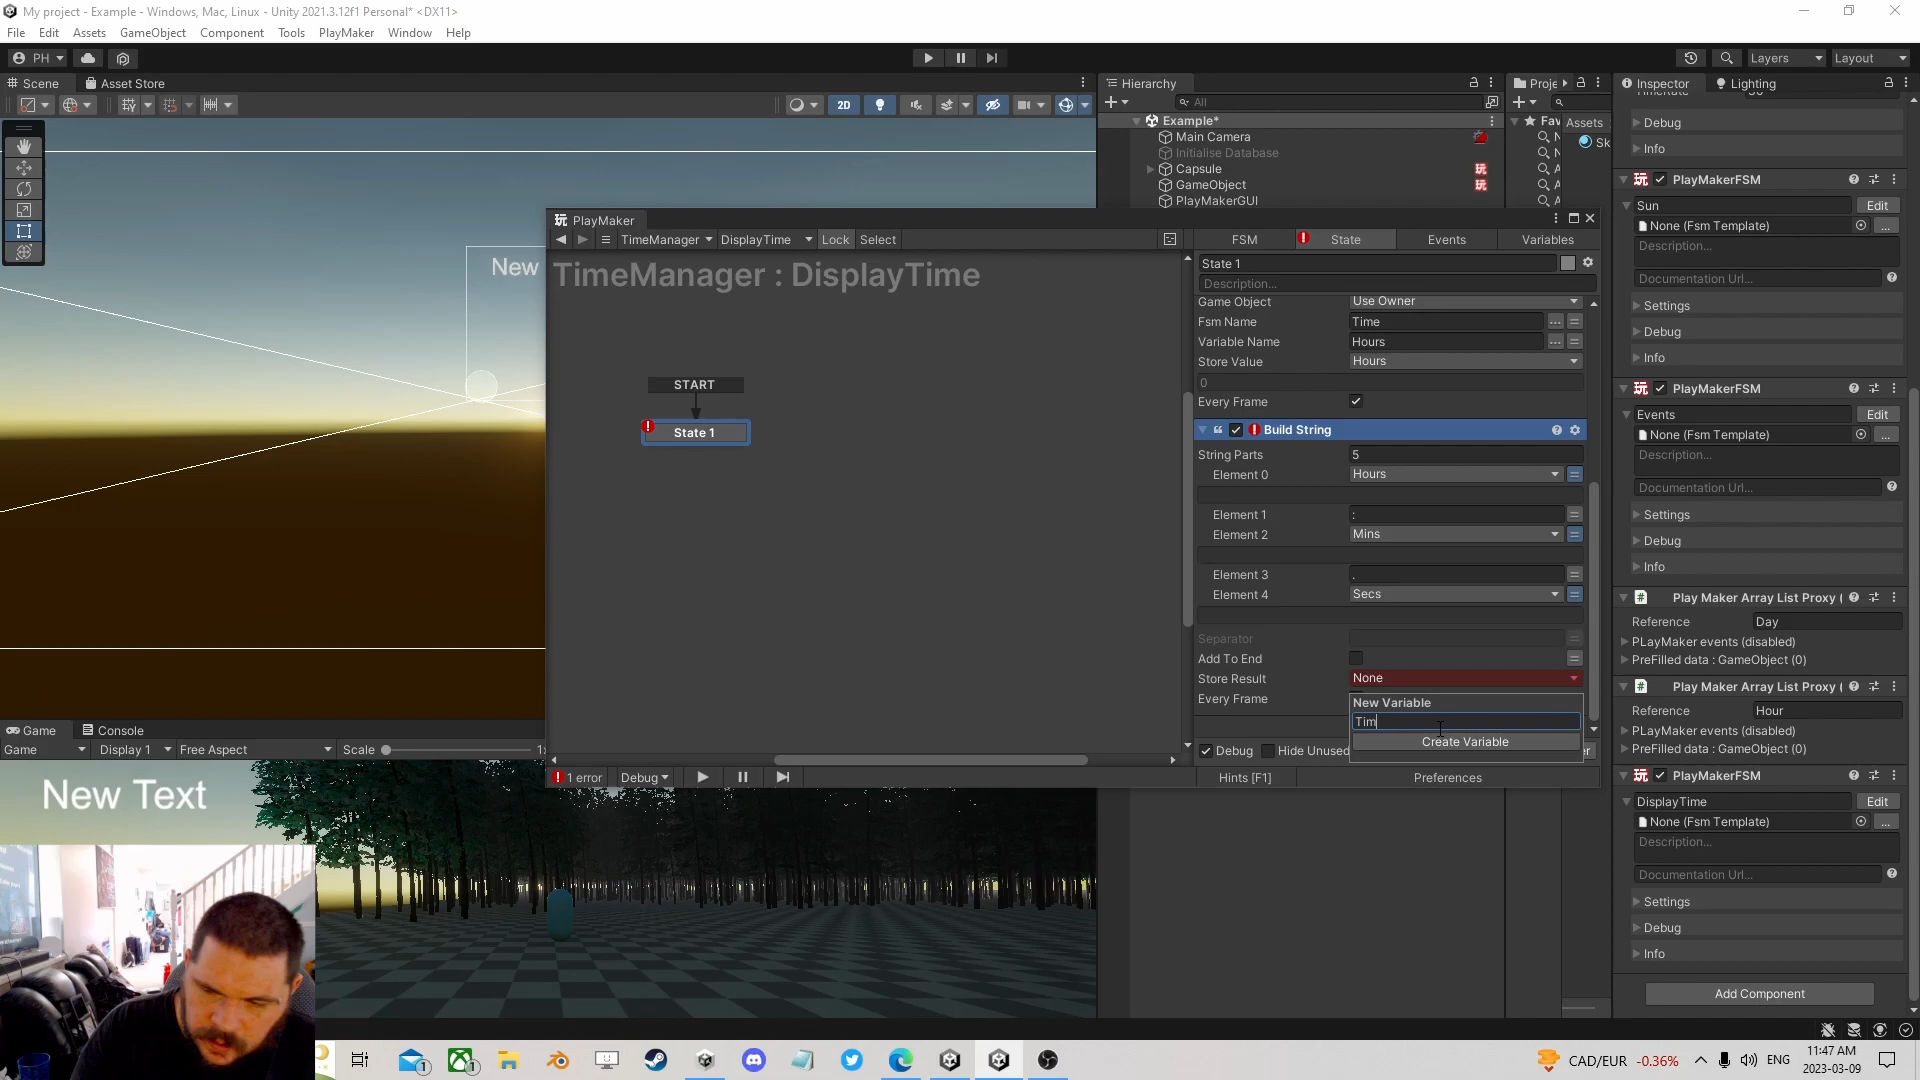 My project - Example - Windows, Mac, Linux - Unity 2021.3.12f1 Personal* <DX11>
File Edit Assets GameObject Component Tools PlayMaker Window Help
PH Layers Layout
Scene Asset Store
2D
Hierarchy
All
Example*
Main Camera
Initialise Database
Capsule
GameObject
PlayMakerGUI
Proje
Fav
Assets
Sk
Inspector Lighting
Debug
Info
PlayMakerFSM
Sun Edit
None (Fsm Template) ...
Description...
Documentation Url...
Settings
Debug
Info
PlayMakerFSM
Events Edit
None (Fsm Template) ...
Description...
Documentation Url...
Settings
Debug
Info
Play Maker Array List Proxy (
Reference Day
PLayMaker events (disabled)
PreFilled data : GameObject (0)
Play Maker Array List Proxy (
Reference Hour
PLayMaker events (disabled)
PreFilled data : GameObject (0)
PlayMakerFSM
DisplayTime Edit
None (Fsm Template) ...
Description...
Documentation Url...
Settings
Debug
Info
Add Component
New
PlayMaker
TimeManager DisplayTime Lock Select
TimeManager : DisplayTime
START
State 1
1 error Debug
FSM State Events Variables
State 1
Description...
Game Object Use Owner
Fsm Name Time
Variable Name Hours
Store Value Hours
0
Every Frame
Build String
String Parts 5
Element 0 Hours
Element 1 :
Element 2 Mins
Element 3 .
Element 4 Secs
Separator
Add To End
Store Result None
Every Frame
New Variable
Tim
Create Variable
Debug Hide Unused
Hints [F1] Preferences
Game Console
Game Display 1 Free Aspect Scale 1x
New Text
CAD/EUR -0.36% ENG
11:47 AM
2023-03-09